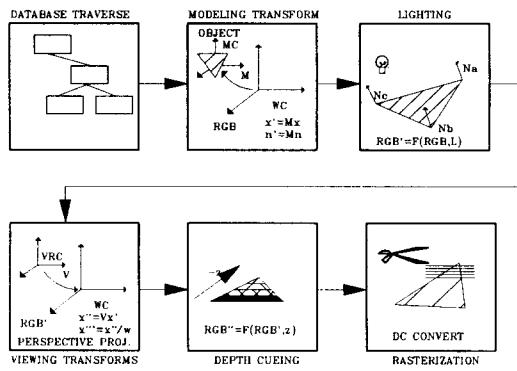 DATABASE TRAVERSE
MODELING TRANSFORM
LIGHTING
OBJECT
MC
M
WC
RGB
x'=Mx
n'=Mn
Na
Nc
Nb
RGB'=F(RGB,L)
VRC
V
WC
RGB'
x''=Vx'
x'''=x''/w
PERSPECTIVE PROJ.
VIEWING TRANSFORMS
-z
RGB''=F(RGB',z)
DEPTH CUEING
DC CONVERT
RASTERIZATION